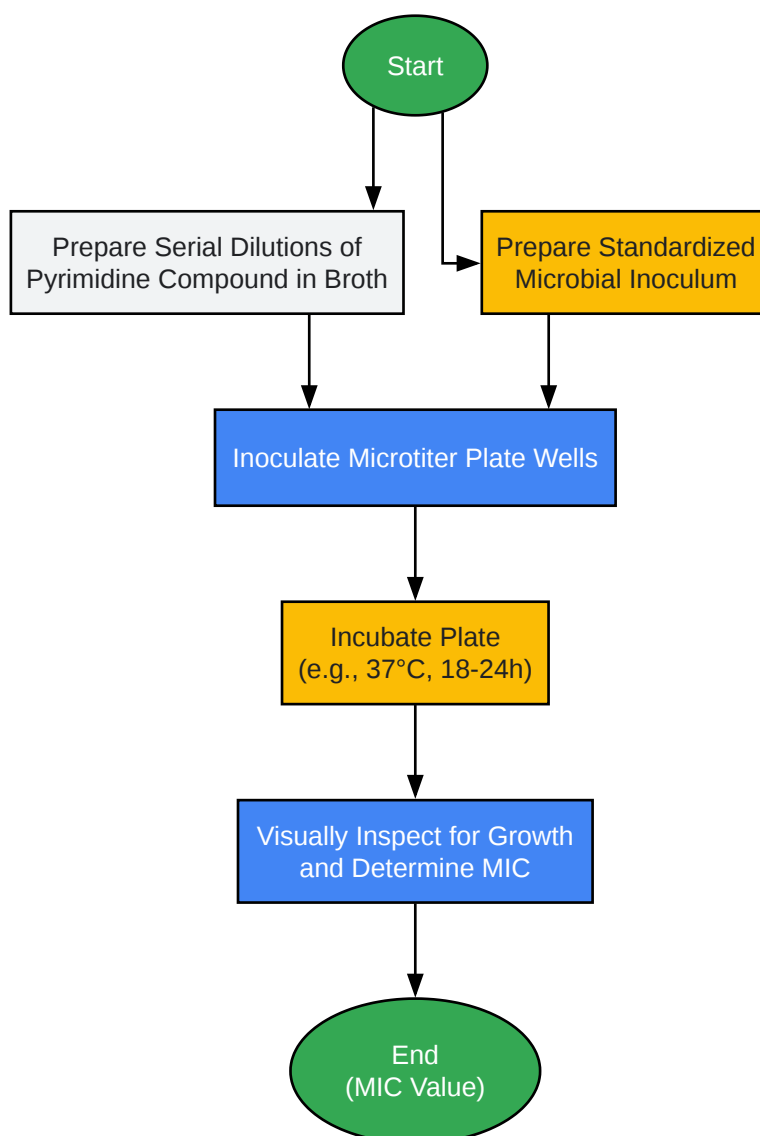 Start
Prepare Serial Dilutions of
Pyrimidine Compound in Broth
Prepare Standardized
Microbial Inoculum
Inoculate Microtiter Plate Wells
Incubate Plate
(e.g., 37°C, 18-24h)
Visually Inspect for Growth
and Determine MIC
End
(MIC Value)